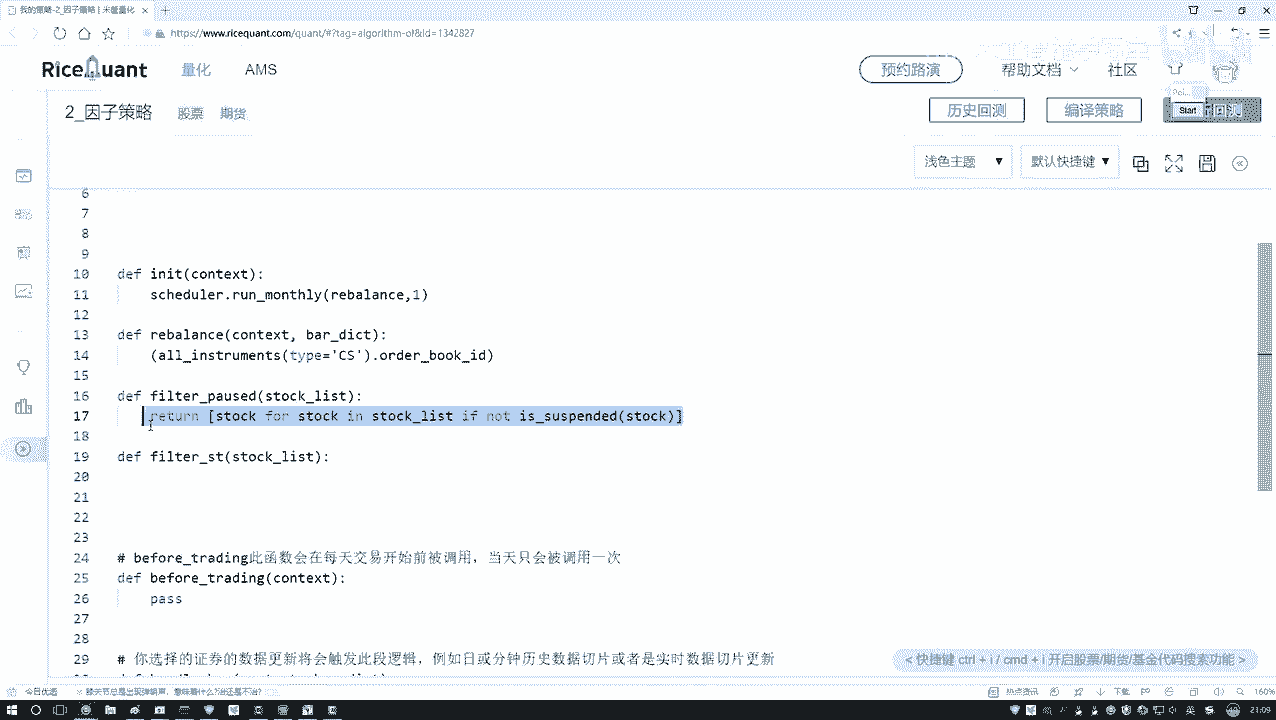 我的策略-2_因子策略 | 米筐量化
https://www.ricequant.com/quant/#?tag=algorithm-of&id=1342827
RiceQuant 量化 AMS 预约路演 帮助文档 社区
2_因子策略 股票 期货 历史回测 编译策略 Start 回测
浅色主题 默认快捷键
6
7
8
9
10 def init(context):
11 scheduler.run_monthly(rebalance,1)
12
13 def rebalance(context, bar_dict):
14 (all_instruments(type='CS').order_book_id)
15
16 def filter_paused(stock_list):
17 return [stock for stock in stock_list if not is_suspended(stock)]
18
19 def filter_st(stock_list):
20
21
22
23
24 # before_trading此函数会在每天交易开始前被调用，当天只会被调用一次
25 def before_trading(context):
26 pass
27
28
29 # 你选择的证券的数据更新将会触发此段逻辑，例如日或分钟历史数据切片或者是实时数据切片更新
< 快捷键 ctrl + i / cmd + i 开启股票/期货/基金代码搜索功能 >
今日优选 热点资讯 下载 160%
21:09